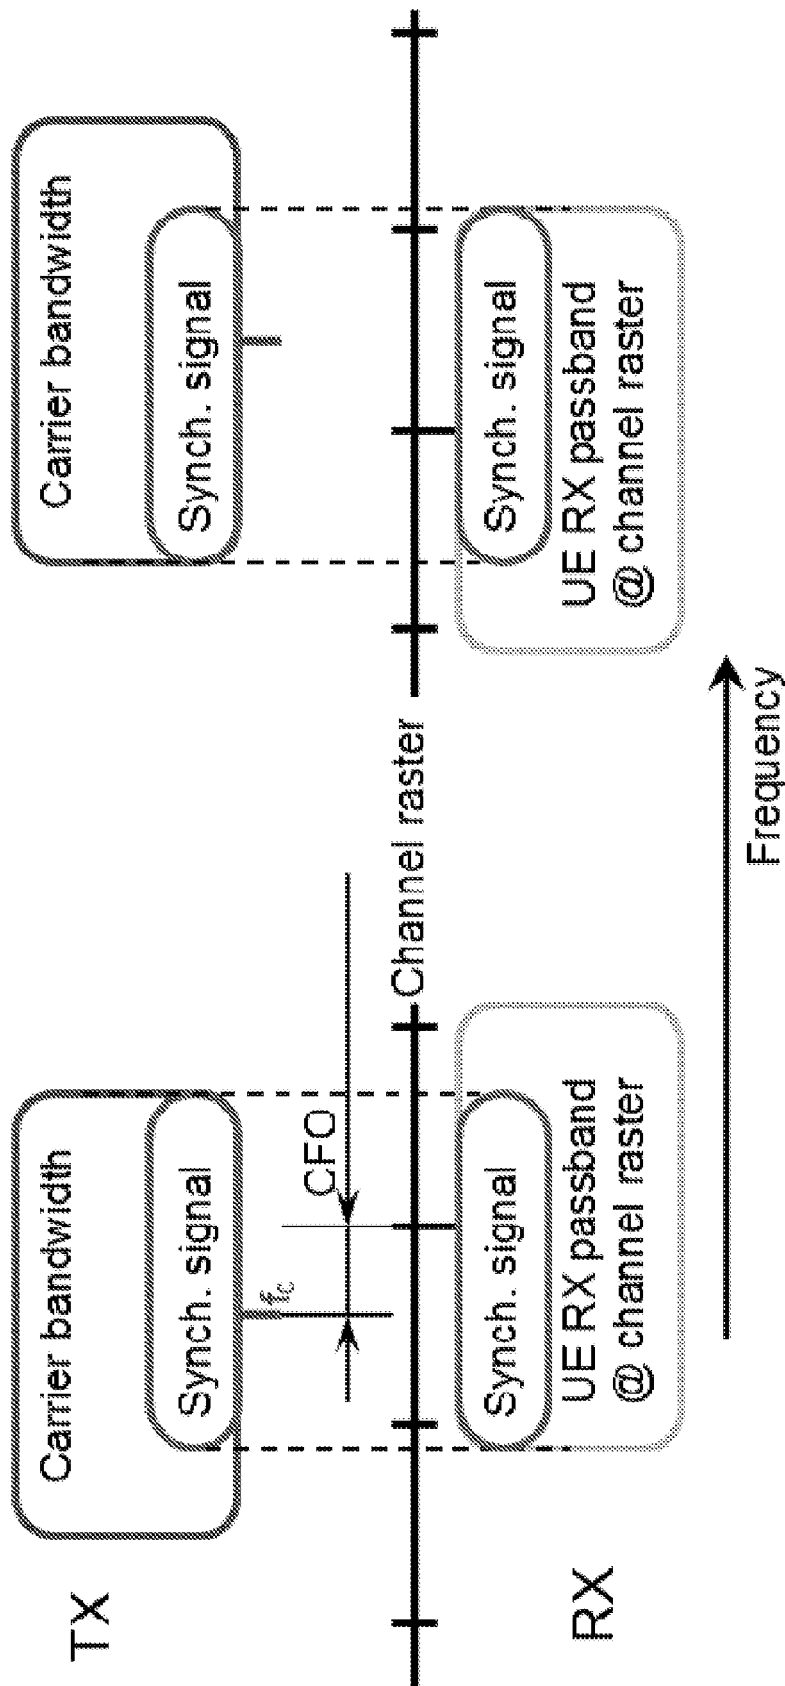 TX
Carrier bandwidth
Synch. signal
fc
CFO
Carrier bandwidth
Synch. signal
Channel raster
RX
Synch. signal
UE RX passband
@ channel raster
Synch. signal
UE RX passband
@ channel raster
Frequency